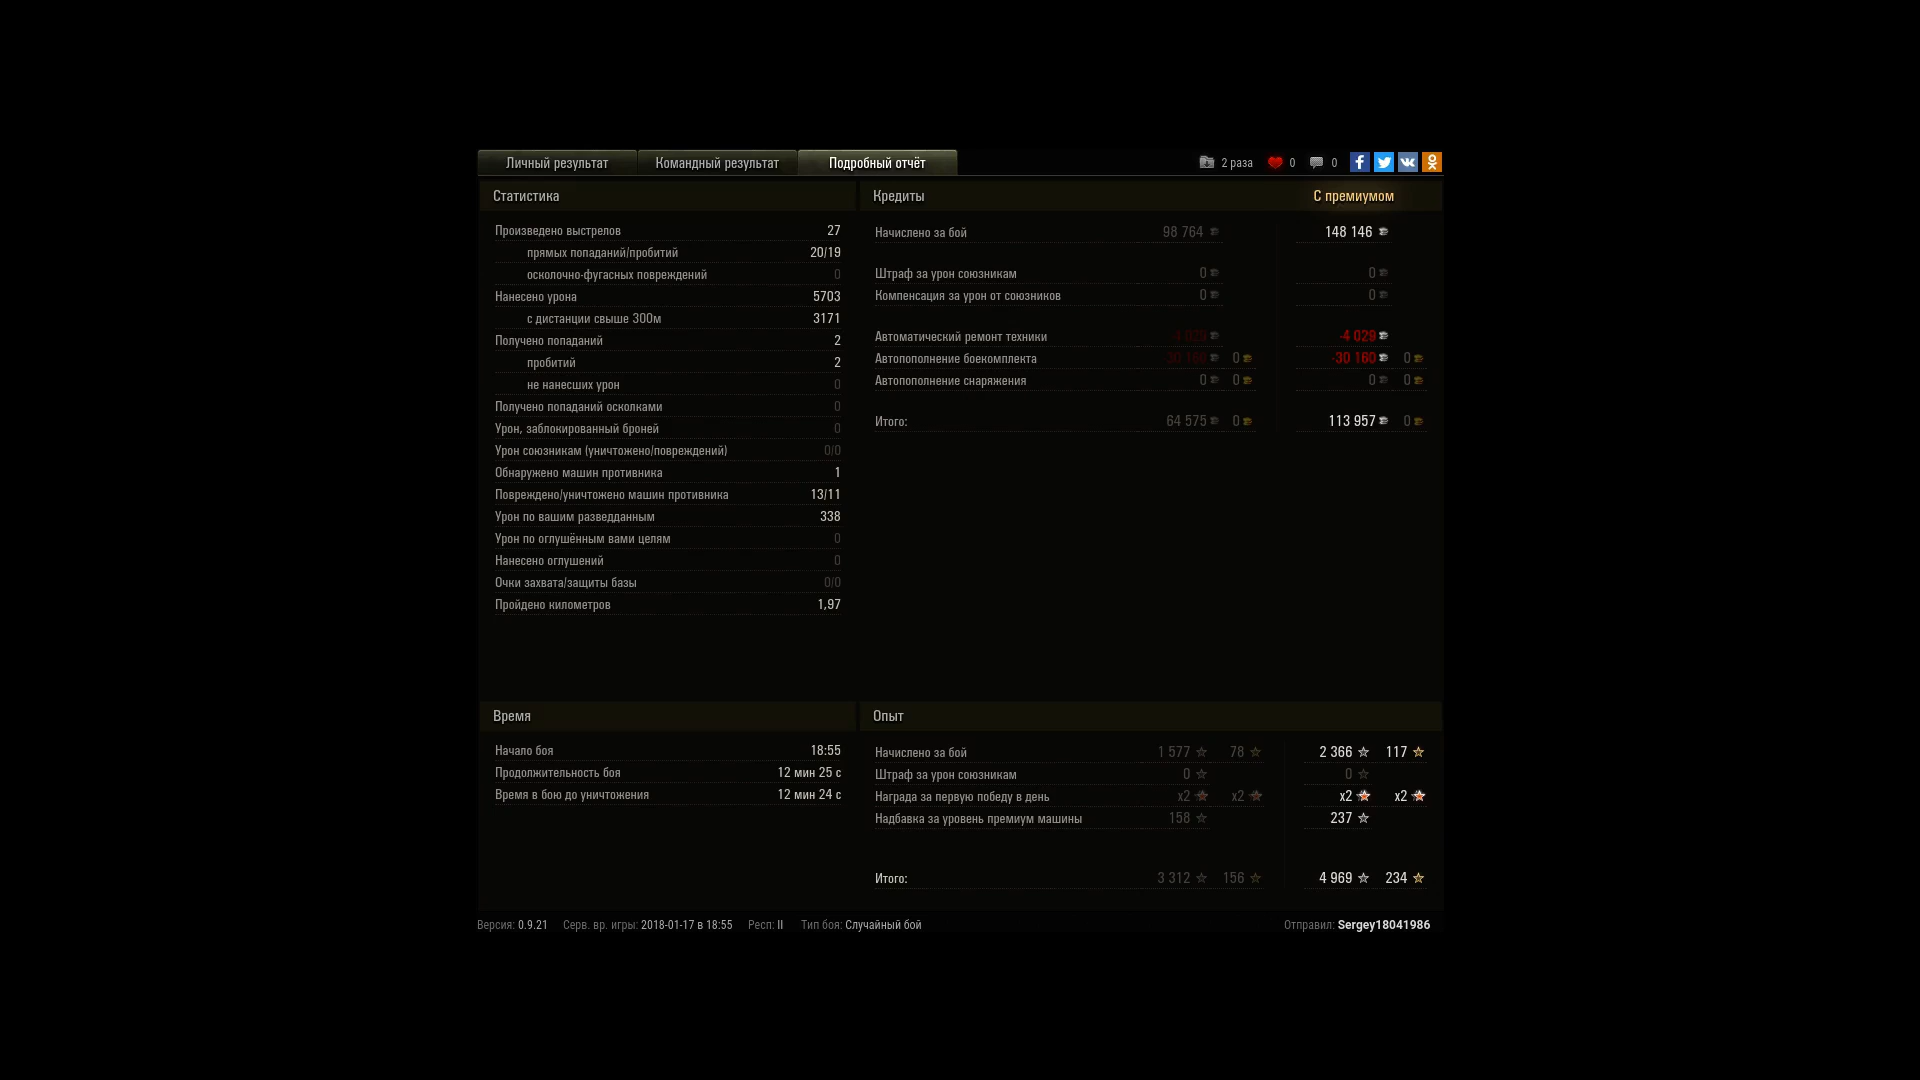 Личный результат Командный результат Подробный отчёт 2 раза 0 0
Статистика
Произведено выстрелов 27
прямых попаданий/пробитий 20/19
осколочно-фугасных повреждений 0
Нанесено урона 5703
с дистанции свыше 300м 3171
Получено попаданий 2
пробитий 2
не нанесших урон 0
Получено попаданий осколками 0
Урон, заблокированный броней 0
Урон союзникам (уничтожено/повреждений) 0/0
Обнаружено машин противника 1
Повреждено/уничтожено машин противника 13/11
Урон по вашим разведданным 338
Урон по оглушённым вами целям 0
Нанесено оглушений 0
Очки захвата/защиты базы 0/0
Пройдено километров 1,97
Кредиты С премиумом
Начислено за бой 98 764 148 146
Штраф за урон союзникам 0 0
Компенсация за урон от союзников 0 0
Автоматический ремонт техники -4 029 -4 029
Автопополнение боекомплекта -30 160 0 -30 160 0
Автопополнение снаряжения 0 0 0 0
Итого: 64 575 0 113 957 0
Время
Начало боя 18:55
Продолжительность боя 12 мин 25 с
Время в бою до уничтожения 12 мин 24 с
Опыт
Начислено за бой 1 577 78 2 366 117
Штраф за урон союзникам 0 0
Награда за первую победу в день x2 x2 x2 x2
Надбавка за уровень премиум машины 158 237
Итого: 3 312 156 4 969 234
Версия: 0.9.21 Серв. вр. игры: 2018-01-17 в 18:55 Респ: II Тип боя: Случайный бой Отправил: Sergey18041986